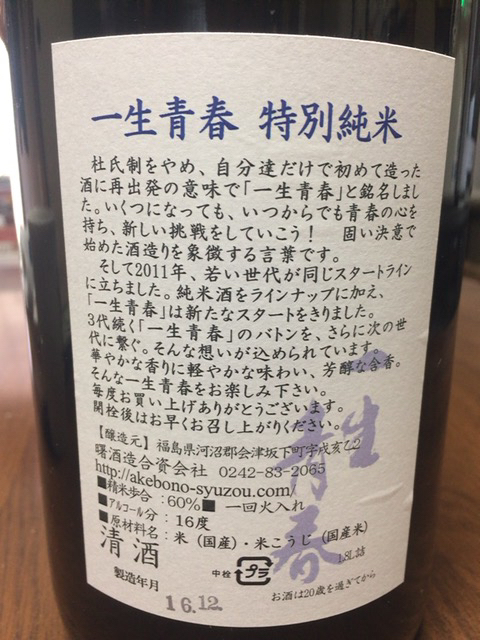 一生青春 特別純米
杜氏制をやめ、自分達だけで初めて造った
酒に再出発の意味で「一生青春」と銘名しまし
た。いくつになっても、いつからでも青春の心を
持ち、新しい挑戦をしていこう! 固い決意で
始めた酒造りを象徴する言葉です。
そして2011年、若い世代が同じスタートライン
に立ちました。純米酒をラインナップに加え、
「一生青春」は新たなスタートをきりました。
3代続く「一生青春」のバトンを、さらに次の世
代に繋ぐ。そんな想いが込められています。
華やかな香りに軽やかな味わい、芳醇な含香。
そんな一生青春をお楽しみ下さい。
毎度お買い上げありがとうございます。
開栓後はお早くお召し上がりください。
【醸造元】福島県河沼郡会津坂下町字戌亥乙2
曙酒造合資会社 0242-83-2065
http://akebono-syuzou.com/
■精米歩合:60%■ 一回火入れ
■アルコール分:16度
■原材料名:米(国産)・米こうじ(国産米)
清酒 1.8L詰
中栓 プラ
製造年月 お酒は20歳を過ぎてから
16.12.
一生
青春